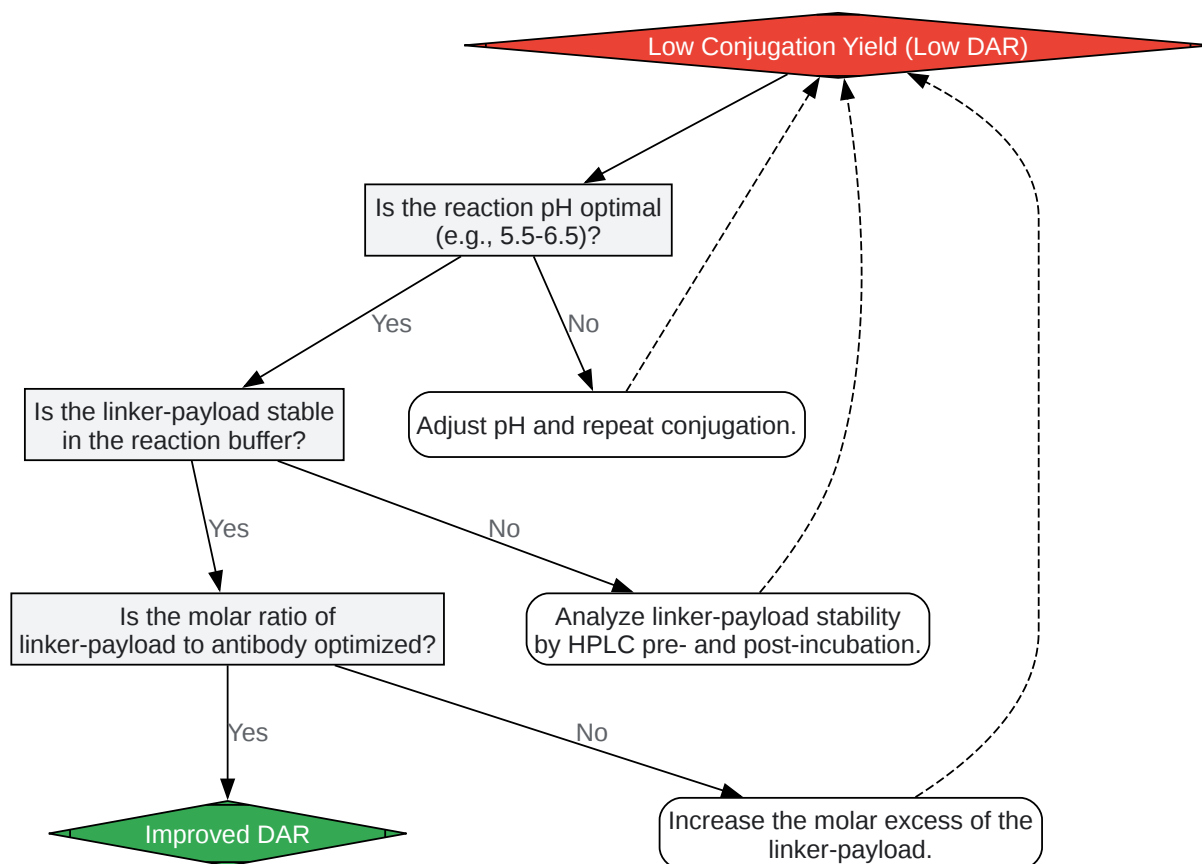 Low Conjugation Yield (Low DAR)
Is the reaction pH optimal
(e.g., 5.5-6.5)?
Yes
No
Is the linker-payload stable
in the reaction buffer?
Adjust pH and repeat conjugation.
Yes
No
Is the molar ratio of
linker-payload to antibody optimized?
Analyze linker-payload stability
by HPLC pre- and post-incubation.
Yes
No
Improved DAR
Increase the molar excess of the
linker-payload.